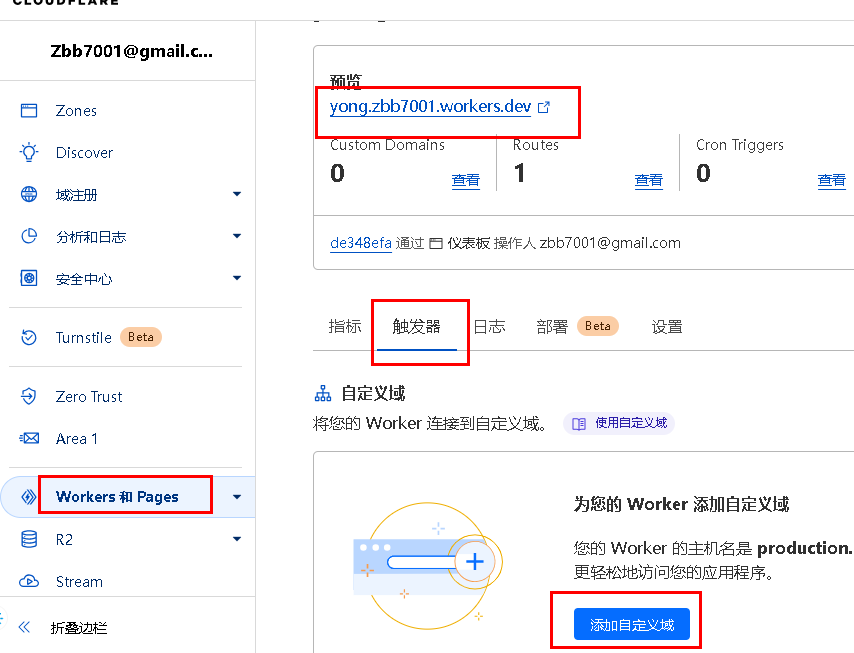 CLOUDFLARE
Zbb7001@gmail.c...
Zones
Discover
域注册
分析和日志
安全中心
Turnstile Beta
Zero Trust
Area 1
Workers 和 Pages
R2
Stream
折叠边栏
预览
yong.zbb7001.workers.dev
Custom Domains Routes Cron Triggers
0 查看 1 查看 0 查看
de348efa 通过 仪表板 操作人 zbb7001@gmail.com
指标 触发器 日志 部署 Beta 设置
自定义域
将您的 Worker 连接到自定义域。 使用自定义域
为您的 Worker 添加自定义域
您的 Worker 的主机名是 production.
更轻松地访问您的应用程序。
添加自定义域